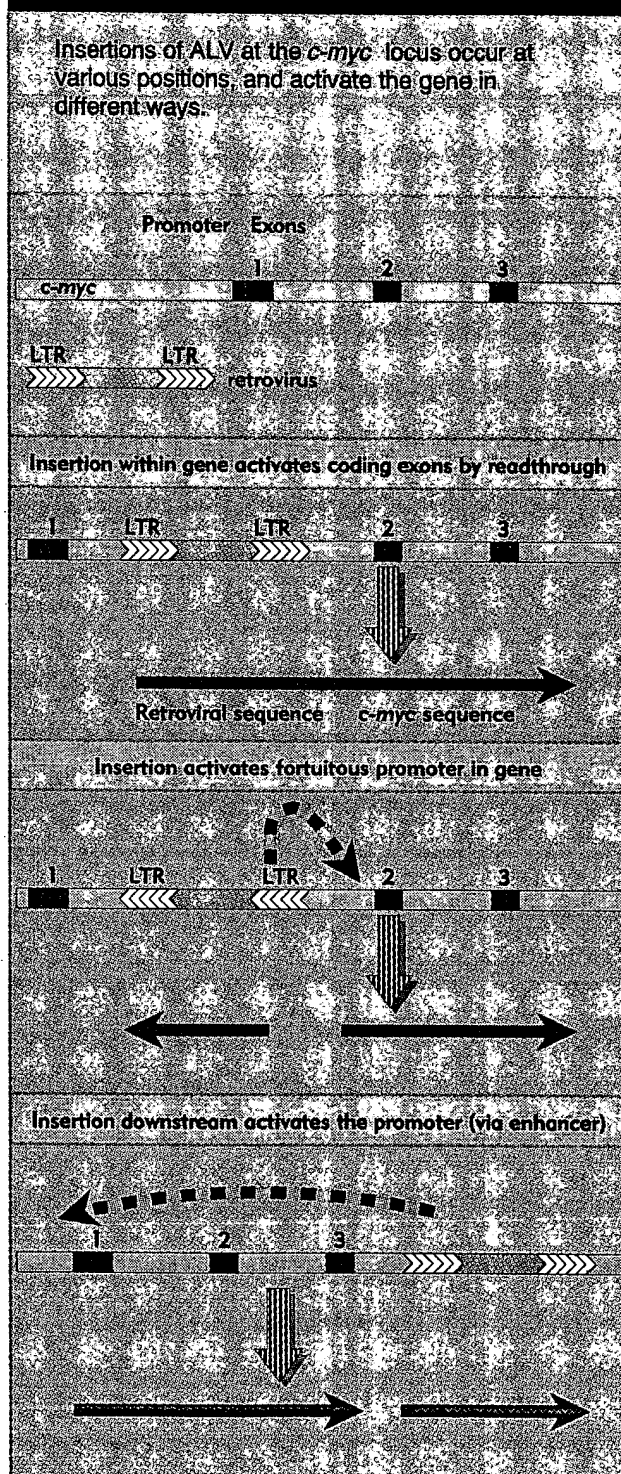 Insertions of ALV at the c-myc locus occur at
various positions, and activate the gene in
different ways.
Promoter Exons
1 2 3
c-myc
LTR LTR
retrovirus
Insertion within gene activates coding exons by readthrough
1 LTR LTR 2 3
Retroviral sequence c-myc sequence
Insertion activates fortuitous promoter in gene
1 LTR LTR 2 3
Insertion downstream activates the promoter (via enhancer)
1 2 3